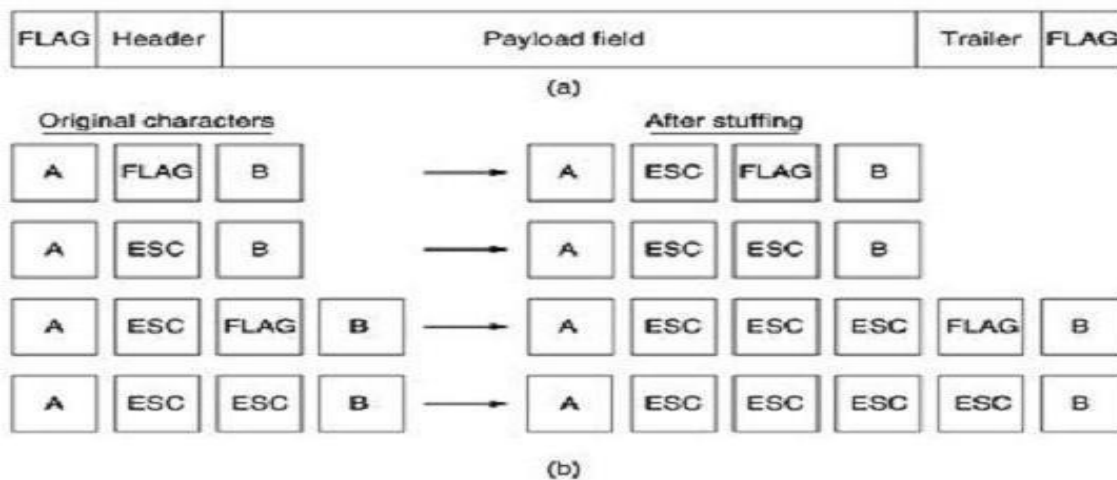 FLAG Header Payload field Trailer FLAG
(a)
Original characters After stuffing
A FLAG B A ESC FLAG B
A ESC B A ESC ESC B
A ESC FLAG B A ESC ESC ESC FLAG B
A ESC ESC B A ESC ESC ESC ESC B
(b)